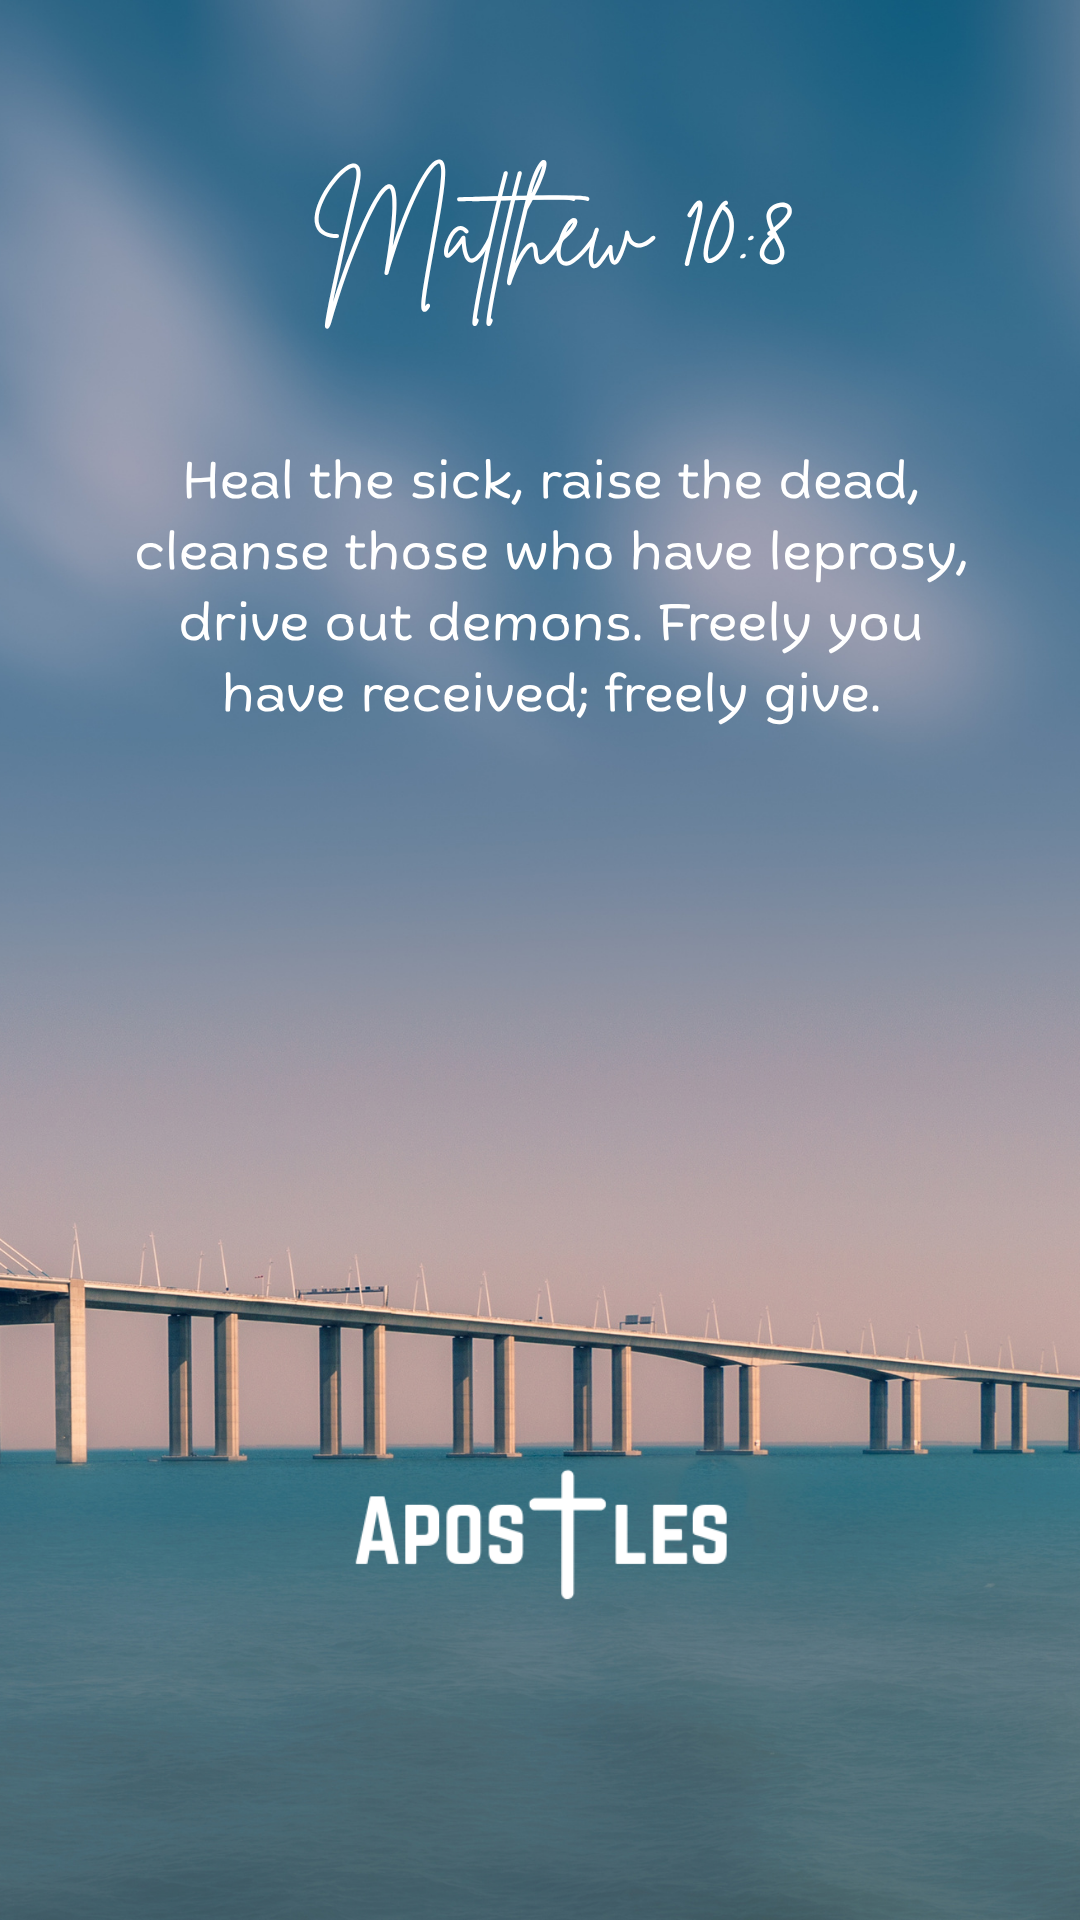 Matthew 10:8
Heal the sick, raise the dead,
cleanse those who have leprosy,
drive out demons. Freely you
have received; freely give.
APOSTLES